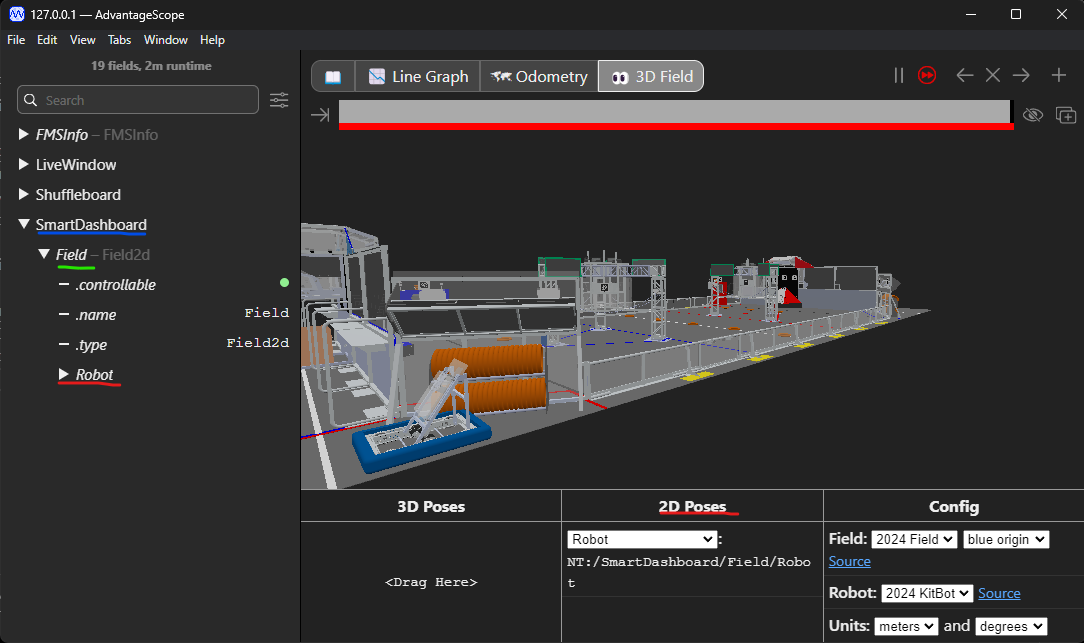 127.0.0.1 — AdvantageScope
File Edit View Tabs Window Help
19 fields, 2m runtime
Search
FMSInfo – FMSInfo
LiveWindow
Shuffleboard
SmartDashboard
Field – Field2d
.controllable
.name Field
.type Field2d
Robot
Line Graph Odometry 3D Field
3D Poses
<Drag Here>
2D Poses
Robot :
NT:/SmartDashboard/Field/Robo
t
Config
Field: 2024 Field blue origin
Source
Robot: 2024 KitBot Source
Units: meters and degrees